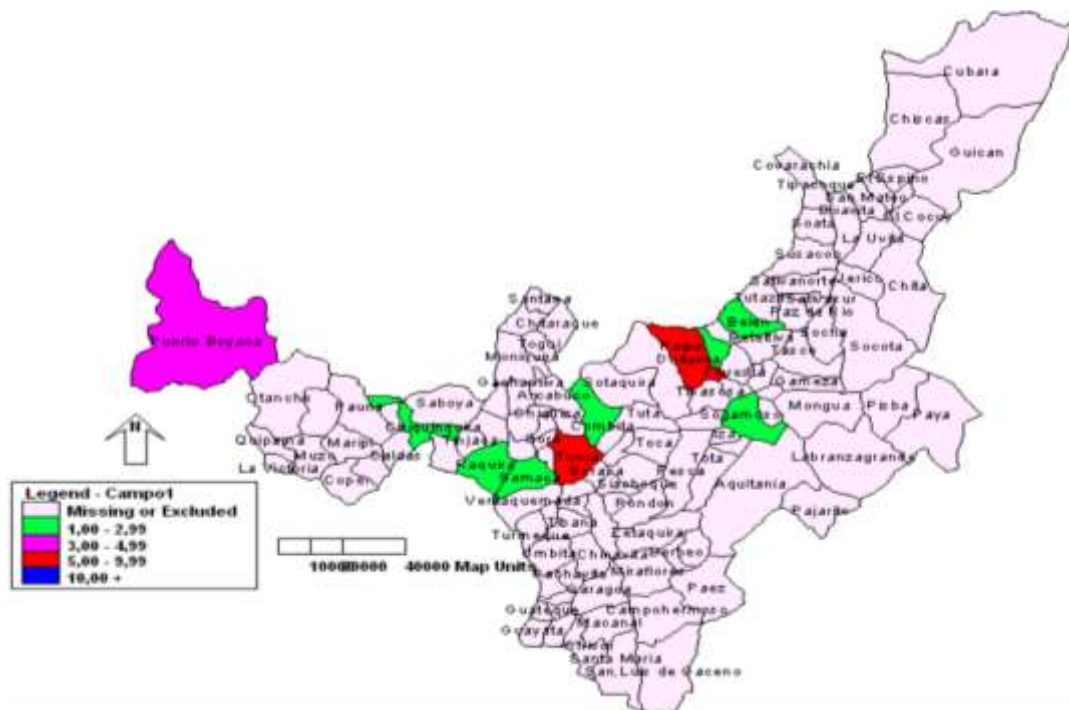 Cubara
Chiscas
Guican
Covarachia
Tipacoque
El Espino
San Mateo
Boavita
El Cocuy
Soata
La Uvita
Susacon
Jerico
Chita
Tutaza
Paz de Rio
Belen
Socha
Socota
Tasco
Gameza
Puerto Boyaca
Santana
Chitaraque
Togui
Moniquira
Gachantiva
Arcabuco
Sotaquira
Duitama
Tibasosa
Sogamoso
Mongua
Pisba
Paya
Otanche
Pauna
Saboya
Chiquinquira
Tinjaca
Combita
Tuta
Toca
Tota
Labranzagrande
Quipama
Muzo
Maripi
Caldas
La Victoria
Coper
Raquira
Samaca
Tunja
Pesca
Aquitania
Pajarito
Ventaquemada
Rondon
N
Legend - Campo1
Missing or Excluded
1,00 - 2,99
3,00 - 4,99
5,00 - 9,99
10,00 +
40000 Map Units
Tibana
Turmeque
Umbita
Chinavita
Miraflores
Garagoa
Paez
Guateque
Campohermoso
Macanal
Guayata
Santa Maria
San Luis de Gaceno